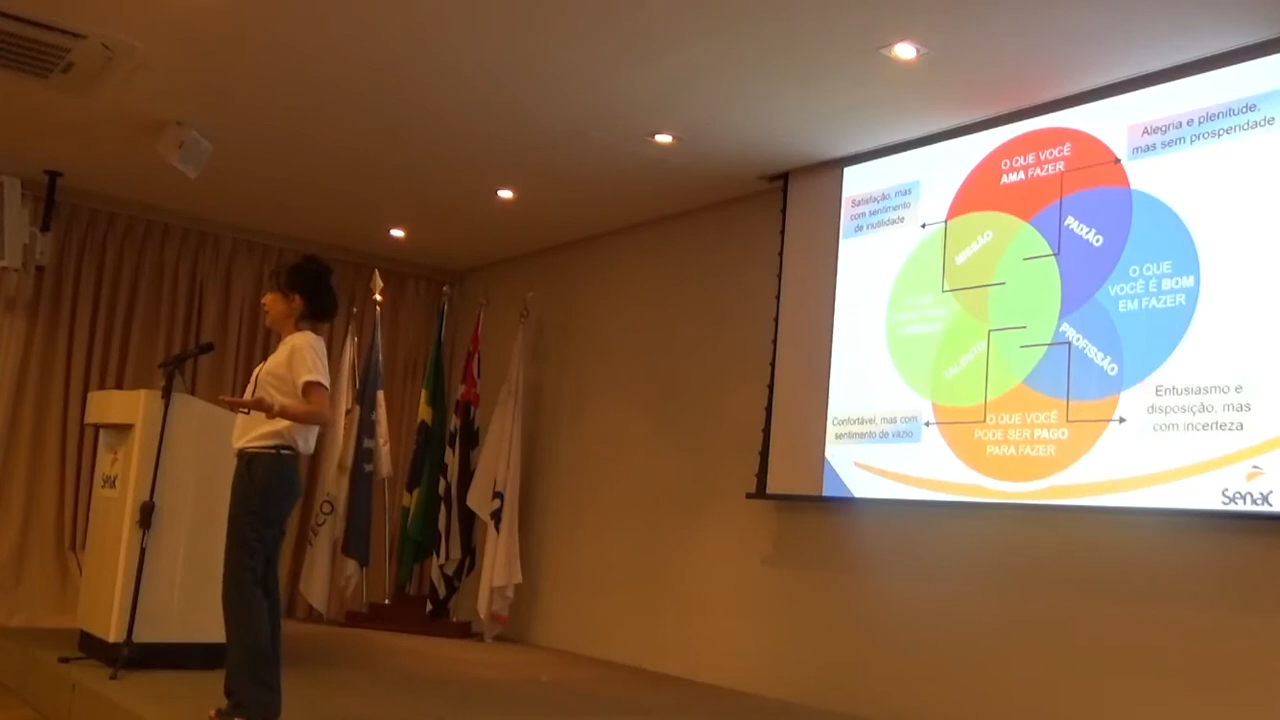 O QUE VOCÊ
AMA FAZER
Alegria e plenitude,
mas sem prosperidade
Satisfação, mas
com sentimento
de inutilidade
MISSÃO
PAIXÃO
O QUE
VOCÊ É BOM
EM FAZER
TALENTO
PROFISSÃO
Confortável, mas com
sentimento de vazio
O QUE VOCÊ
PODE SER PAGO
PARA FAZER
Entusiasmo e
disposição, mas
com incerteza
Senac
Senac
FECO